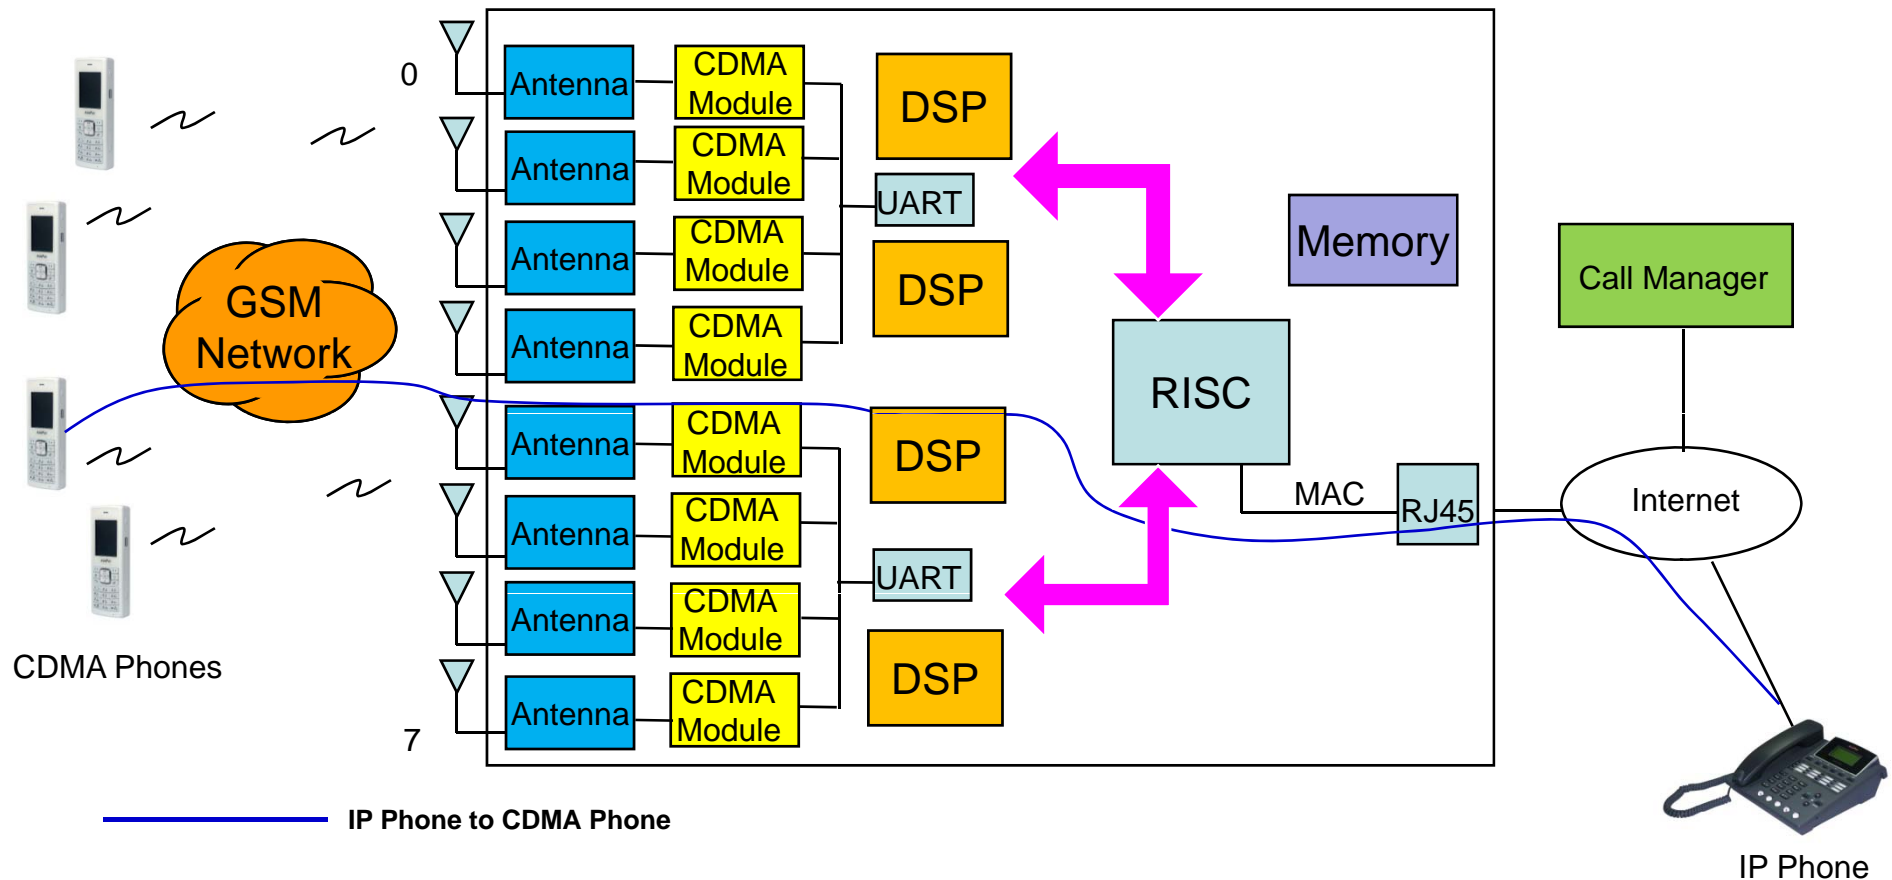 0
Antenna
CDMA
Module
DSP
Antenna
CDMA
Module
UART
Antenna
CDMA
Module
DSP
Antenna
CDMA
Module
GSM
Network
Memory
Call Manager
RISC
Antenna
CDMA
Module
DSP
MAC
RJ45
Internet
Antenna
CDMA
Module
UART
Antenna
CDMA
Module
DSP
Antenna
CDMA
Module
CDMA Phones
7
IP Phone to CDMA Phone
IP Phone